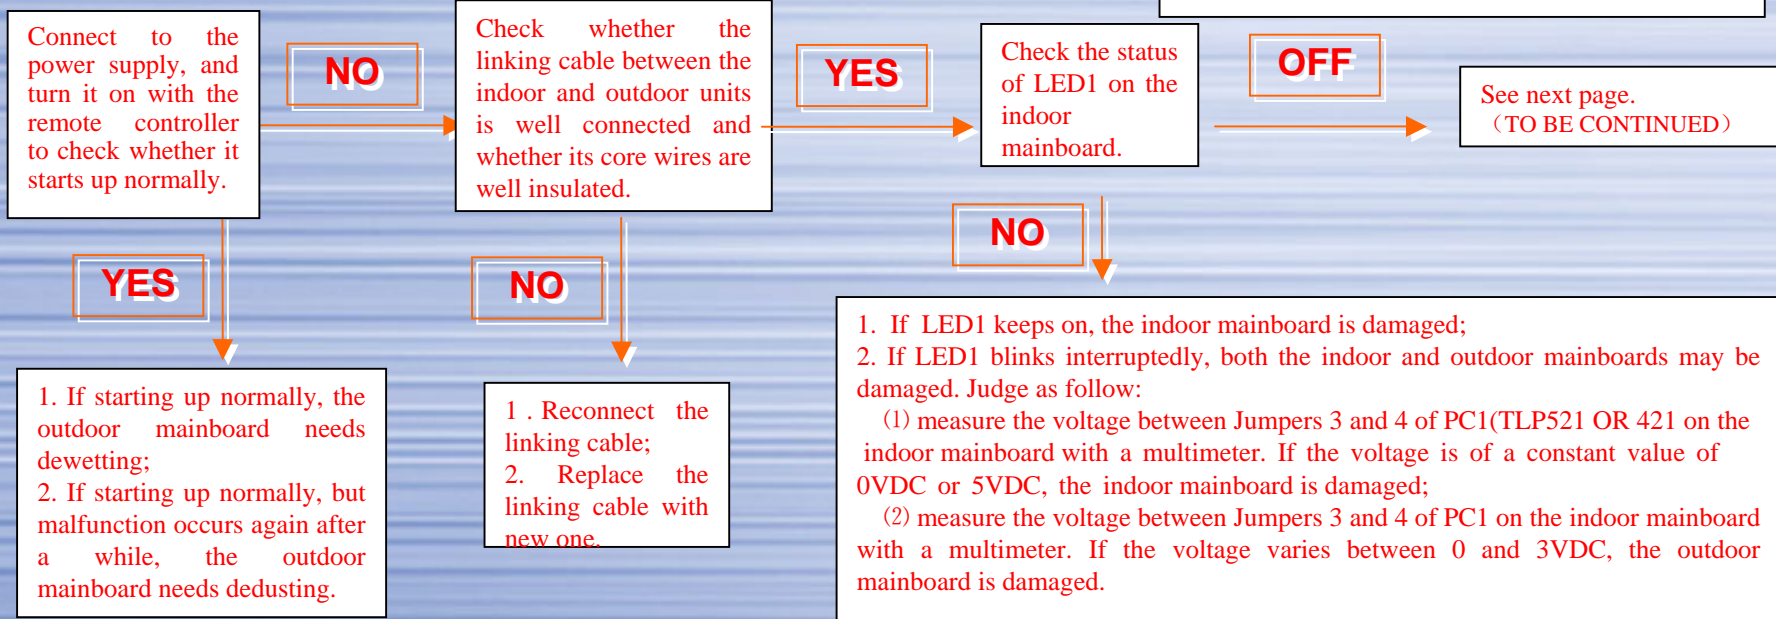 Connect to the
power supply, and
turn it on with the
remote controller
to check whether it
starts up normally.
NO
Check whether the
linking cable between the
indoor and outdoor units
is well connected and
whether its core wires are
well insulated.
YES
Check the status
of LED1 on the
indoor
mainboard.
OFF
See next page.
（TO BE CONTINUED）
YES
NO
NO
1. If starting up normally, the
outdoor mainboard needs
dewetting;
2. If starting up normally, but
malfunction occurs again after
a while, the outdoor
mainboard needs dedusting.
1 . Reconnect the
linking cable;
2. Replace the
linking cable with
new one.
1. If LED1 keeps on, the indoor mainboard is damaged;
2. If LED1 blinks interruptedly, both the indoor and outdoor mainboards may be
damaged. Judge as follow:
⑴ measure the voltage between Jumpers 3 and 4 of PC1(TLP521 OR 421 on the
indoor mainboard with a multimeter. If the voltage is of a constant value of
0VDC or 5VDC, the indoor mainboard is damaged;
⑵ measure the voltage between Jumpers 3 and 4 of PC1 on the indoor mainboard
with a multimeter. If the voltage varies between 0 and 3VDC, the outdoor
mainboard is damaged.